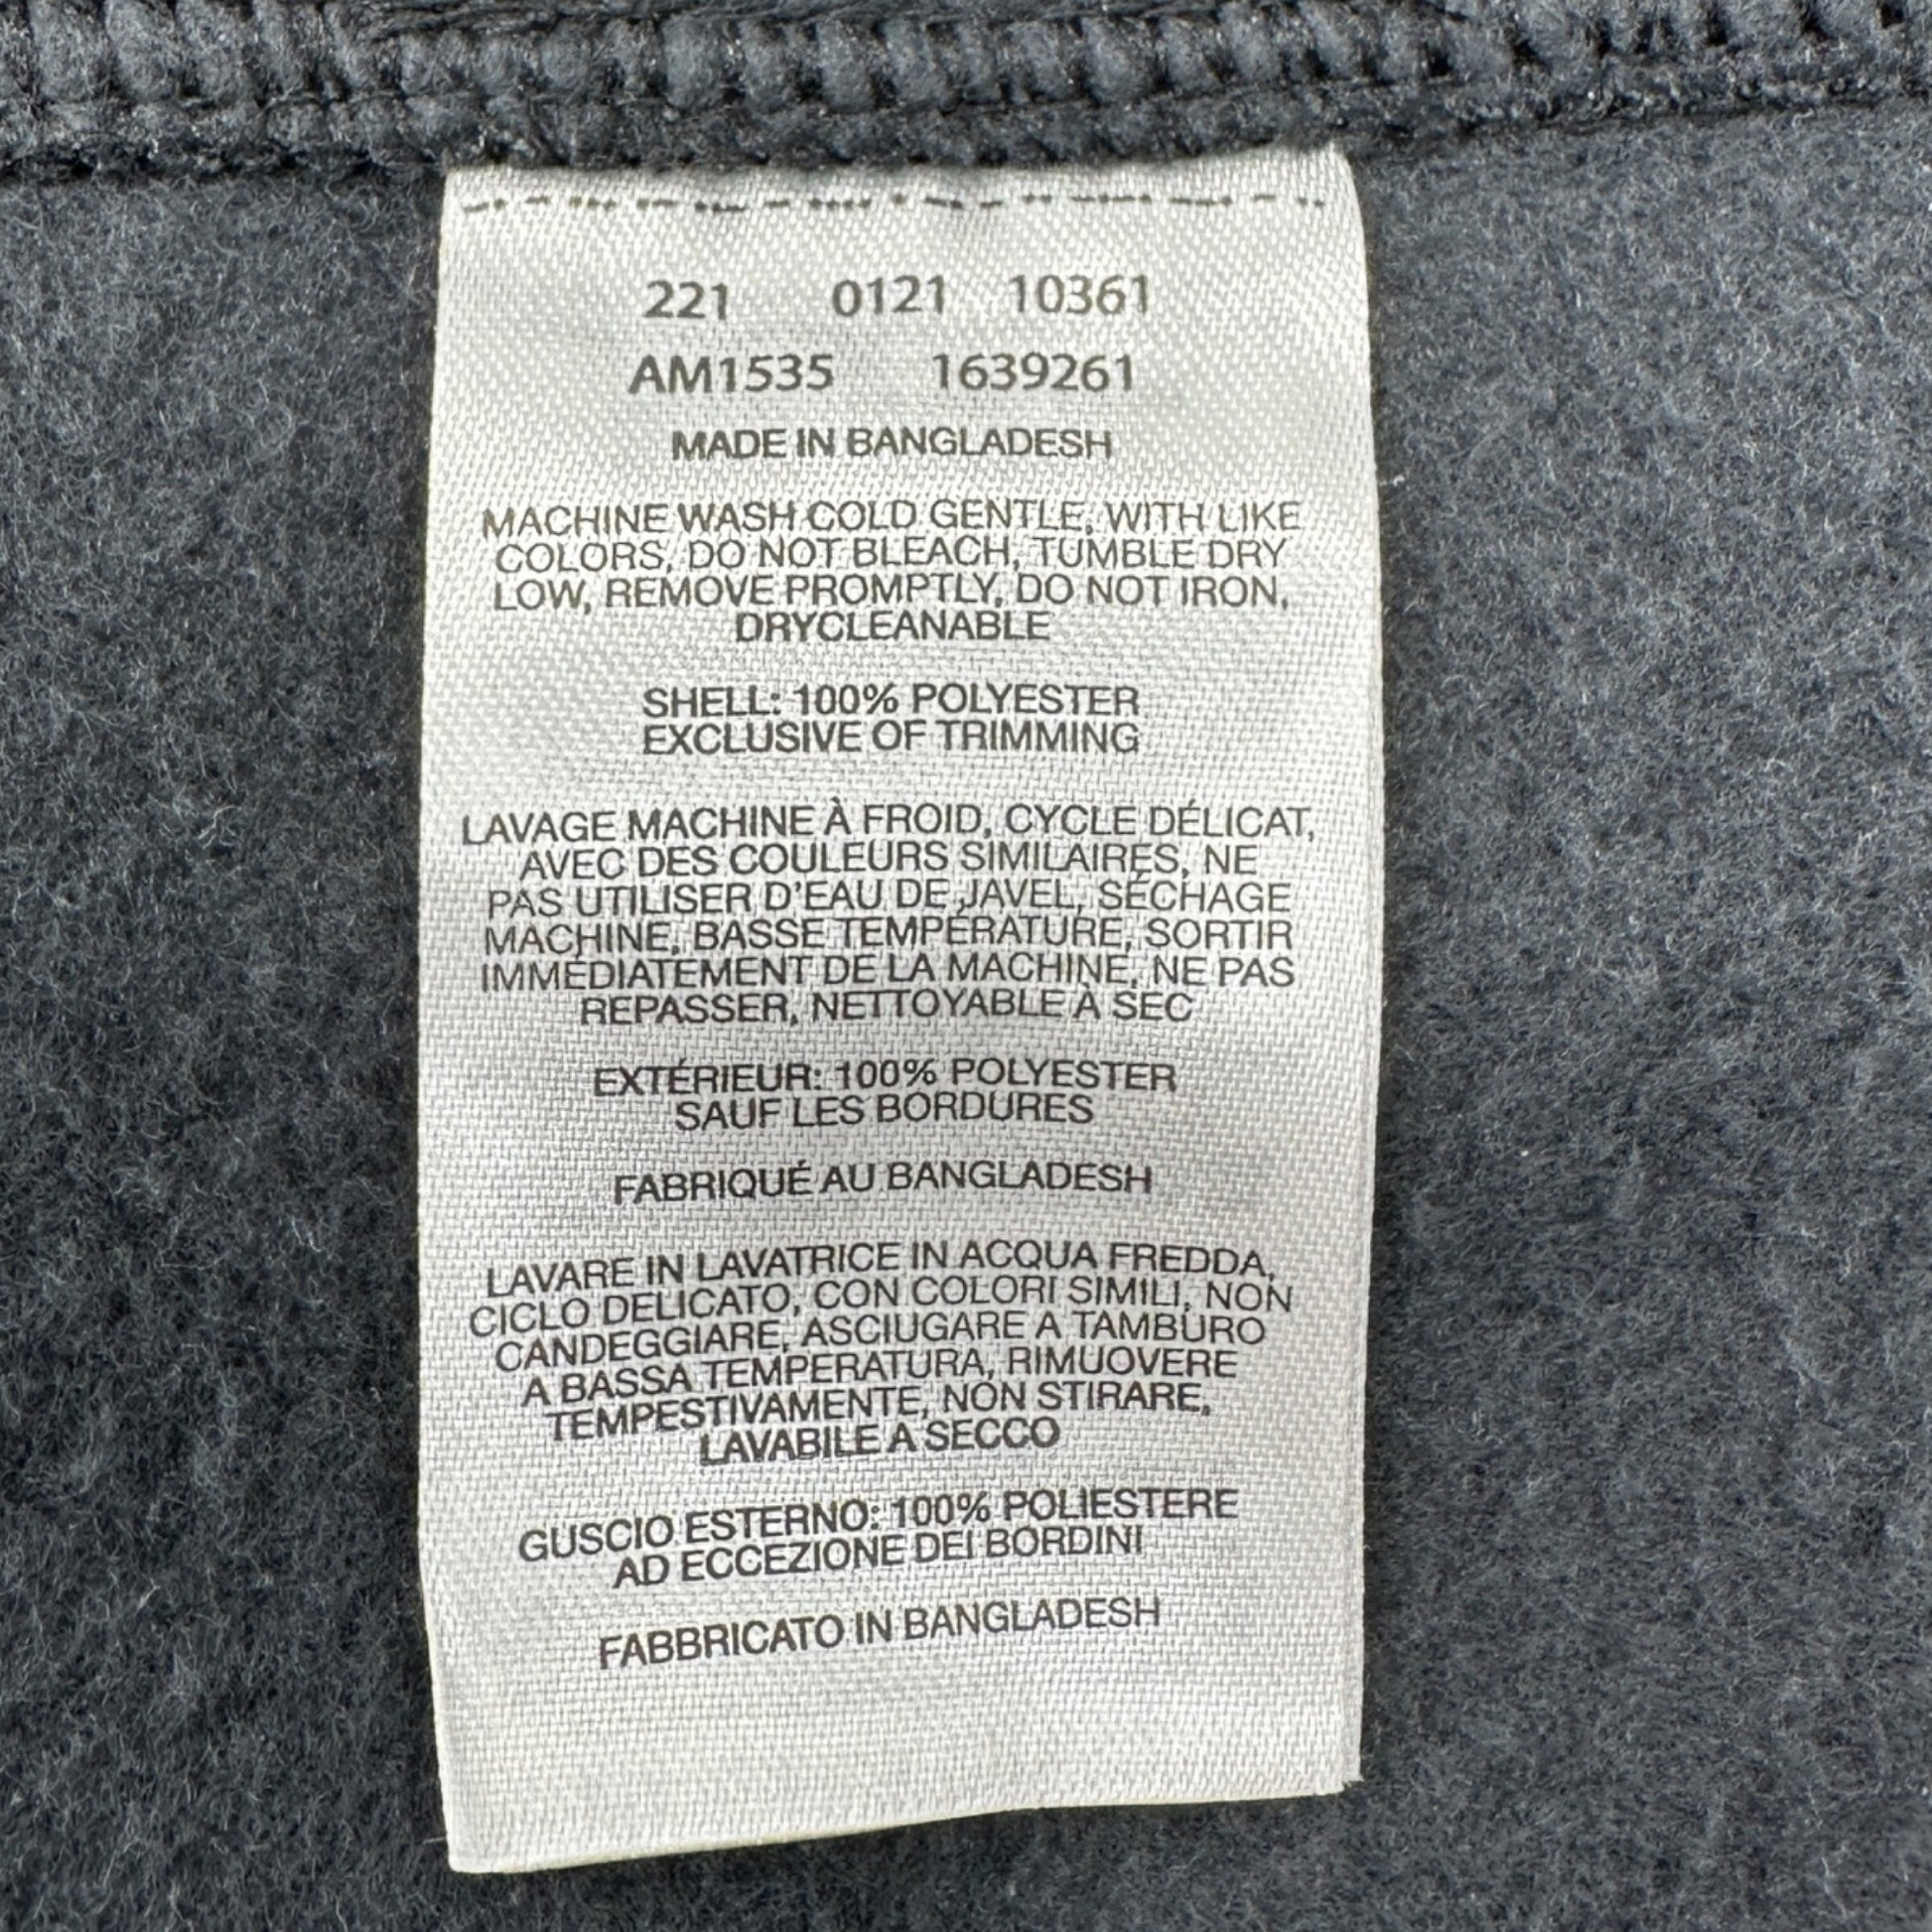 221 0121 10361
AM1535 1639261
MADE IN BANGLADESH
MACHINE WASH COLD GENTLE, WITH LIKE
COLORS, DO NOT BLEACH, TUMBLE DRY
LOW, REMOVE PROMPTLY, DO NOT IRON,
DRYCLEANABLE
SHELL: 100% POLYESTER
EXCLUSIVE OF TRIMMING
LAVAGE MACHINE À FROID, CYCLE DÉLICAT,
AVEC DES COULEURS SIMILAIRES, NE
PAS UTILISER D'EAU DE JAVEL, SÉCHAGE
MACHINE, BASSE TEMPÉRATURE, SORTIR
IMMÉDIATEMENT DE LA MACHINE, NE PAS
REPASSER, NETTOYABLE À SEC
EXTÉRIEUR: 100% POLYESTER
SAUF LES BORDURES
FABRIQUÉ AU BANGLADESH
LAVARE IN LAVATRICE IN ACQUA FREDDA,
CICLO DELICATO, CON COLORI SIMILI, NON
CANDEGGIARE, ASCIUGARE A TAMBURO
A BASSA TEMPERATURA, RIMUOVERE
TEMPESTIVAMENTE, NON STIRARE,
LAVABILE A SECCO
GUSCIO ESTERNO: 100% POLIESTERE
AD ECCEZIONE DEI BORDINI
FABBRICATO IN BANGLADESH